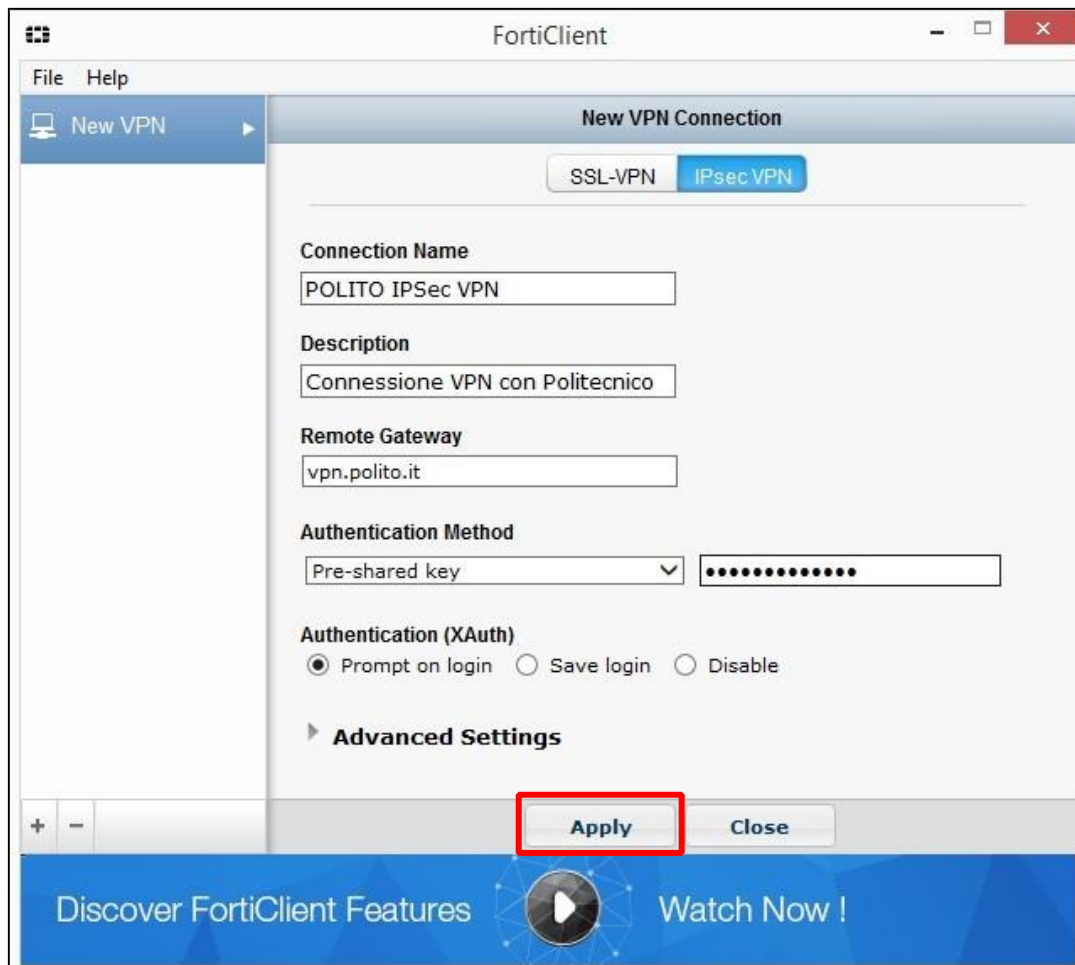 FortiClient
File Help
New VPN
New VPN Connection
SSL-VPN IPsec VPN
Connection Name
POLITO IPSec VPN
Description
Connessione VPN con Politecnico
Remote Gateway
vpn.polito.it
Authentication Method
Pre-shared key •••••••••••••
Authentication (XAuth)
Prompt on login Save login Disable
Advanced Settings
+ −
Apply Close
Discover FortiClient Features Watch Now !